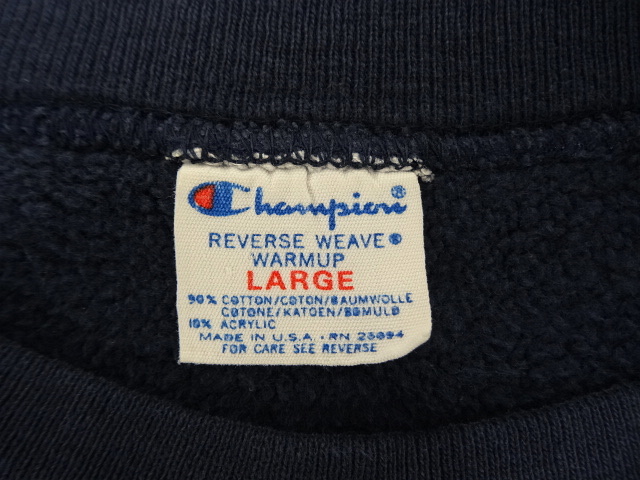 Champion®
REVERSE WEAVE®
WARMUP
LARGE
90% COTTON/COTON/BAUMWOLLE
COTONE/KATOEN/BOMULD
10% ACRYLIC
MADE IN U.S.A. · RN 26094
FOR CARE SEE REVERSE